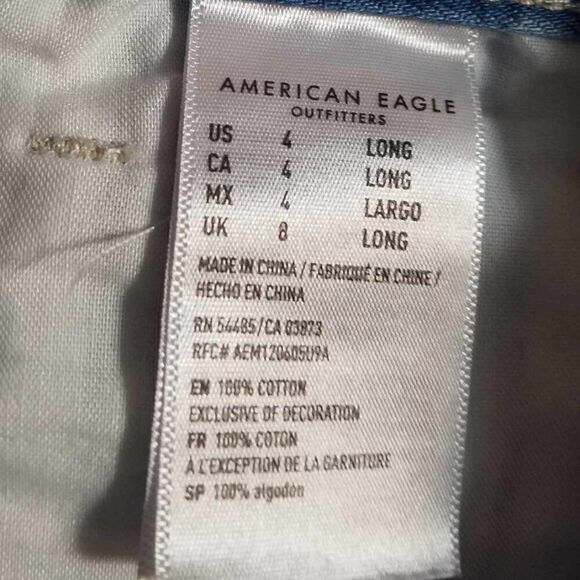 AMERICAN EAGLE
OUTFITTERS
US 4 LONG
CA 4 LONG
MX 4 LARGO
UK 8 LONG
MADE IN CHINA / FABRIQUÉ EN CHINE /
HECHO EN CHINA
RN 54485/CA 03873
RFC# AEM120605U9A
EN 100% COTTON
EXCLUSIVE OF DECORATION
FR 100% COTON
À L'EXCEPTION DE LA GARNITURE
SP 100% algodón